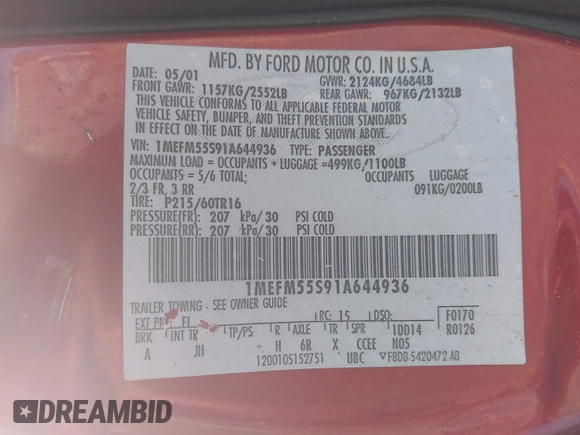 MFD. BY FORD MOTOR CO. IN U.S.A.
DATE: 05/01 GVWR: 2124KG/4684LB
FRONT GAWR: 1157KG/2552LB REAR GAWR: 967KG/2132LB
THIS VEHICLE CONFORMS TO ALL APPLICABLE FEDERAL MOTOR
VEHICLE SAFETY, BUMPER, AND THEFT PREVENTION STANDARDS
IN EFFECT ON THE DATE OF MANUFACTURE SHOWN ABOVE.
VIN: 1MEFM55S91A644936 TYPE: PASSENGER
MAXIMUM LOAD = OCCUPANTS + LUGGAGE =499KG/1100LB
OCCUPANTS = 5/6 TOTAL, OCCUPANTS LUGGAGE
2/3 FR, 3 RR 091KG/0200LB
TIRE: P215/60TR16
PRESSURE(FR): 207 kPa/30 PSI COLD
PRESSURE(RR): 207 kPa/30 PSI COLD
1MEFM55S91A644936
TRAILER TOWING - SEE OWNER GUIDE
EXT PNT: FI RC: 15 DSO: F0170
BRK INT TR TP/PS R AXLE TR SPR 1DD14 R0126
A JH H 6R X CCEE N05
1200105152751 UBC F8DB-5420472-AB
DREAMBID